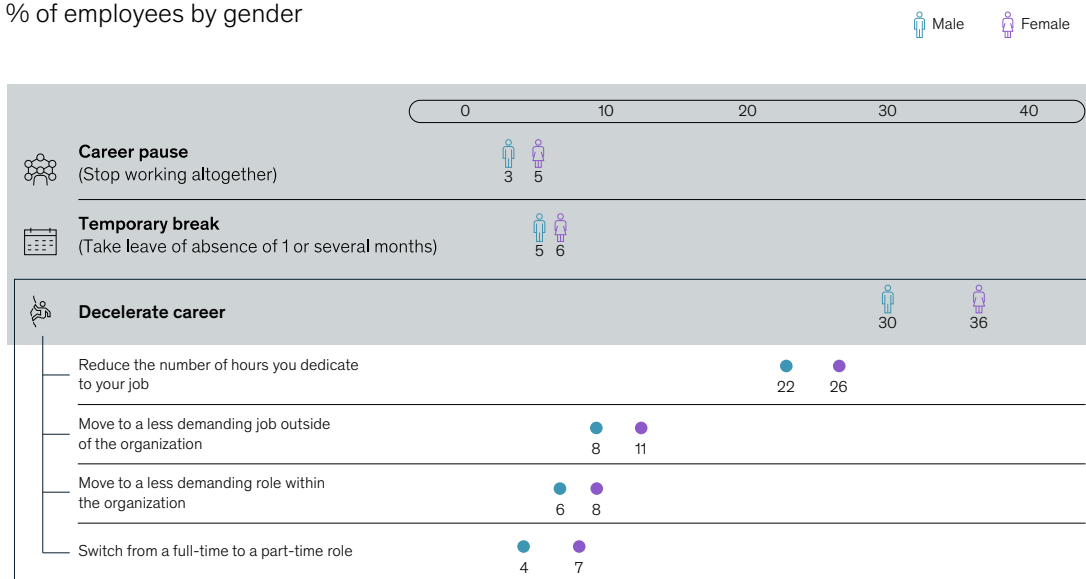 % of employees by gender
Male Female
0 10 20 30 40
Career pause
(Stop working altogether)
3 5
Temporary break
(Take leave of absence of 1 or several months)
5 6
Decelerate career
30 36
Reduce the number of hours you dedicate
to your job
22 26
Move to a less demanding job outside
of the organization
8 11
Move to a less demanding role within
the organization
6 8
Switch from a full-time to a part-time role
4 7